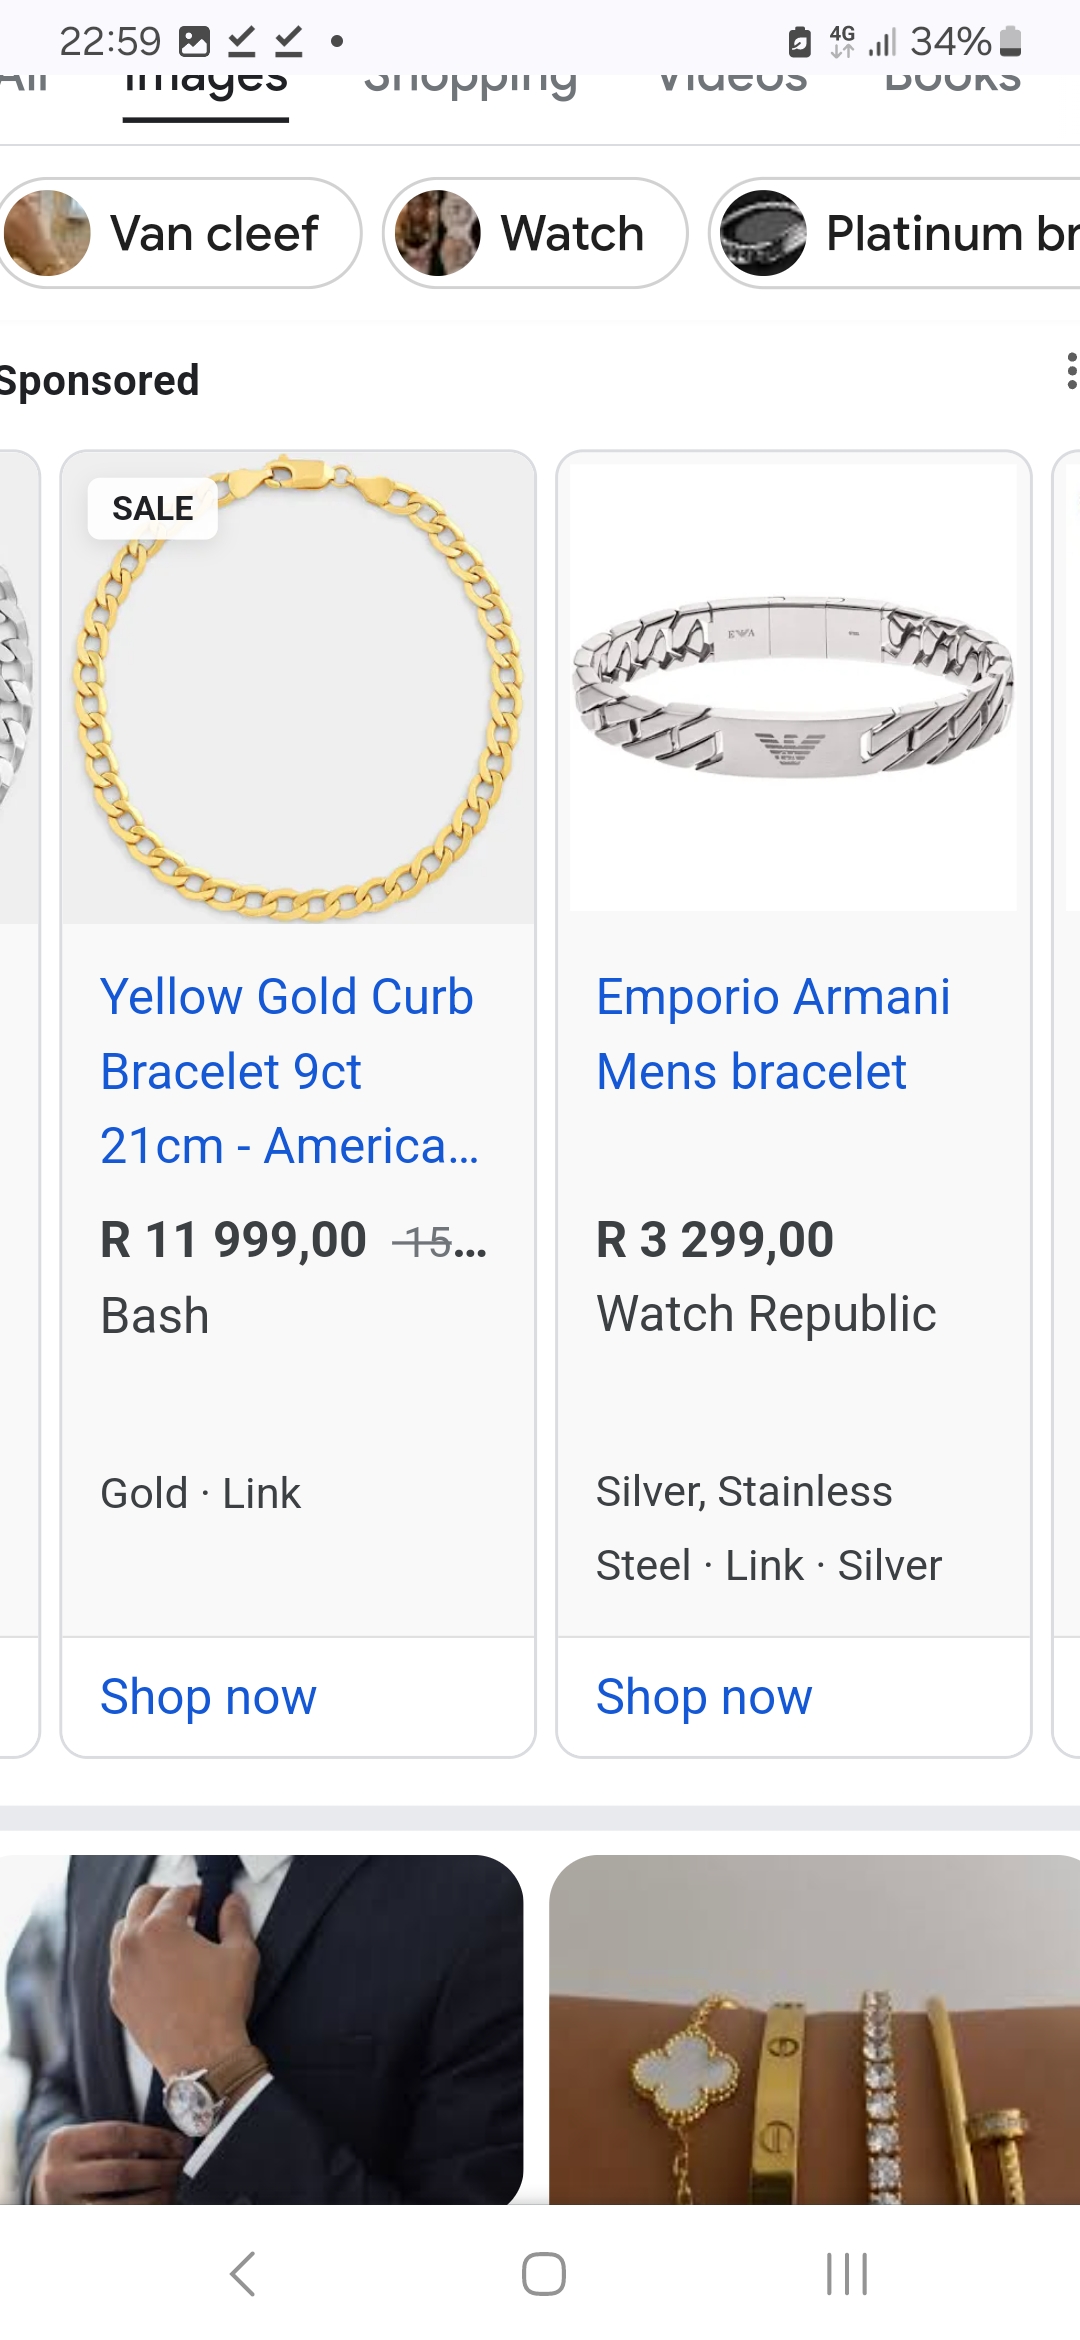 22:59
4G
34%
All Images Shopping Videos Books
Van cleef
Watch
Platinum br
Sponsored
SALE
Yellow Gold Curb
Bracelet 9ct
21cm - America...
R 11 999,00 15...
Bash
Gold · Link
Shop now
EWA
Emporio Armani
Mens bracelet
R 3 299,00
Watch Republic
Silver, Stainless
Steel · Link · Silver
Shop now